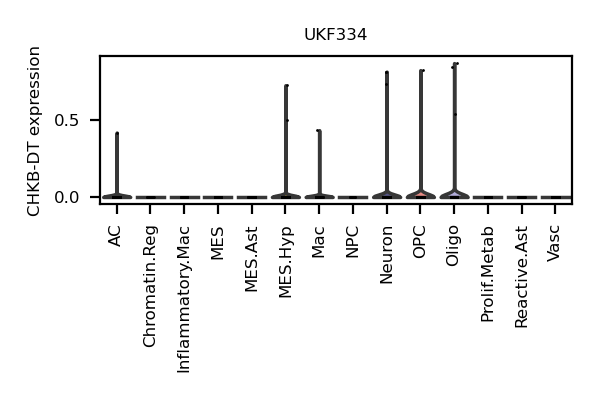 UKF334
CHKB-DT expression
0.5
0.0
AC
Chromatin.Reg
Inflammatory.Mac
MES
MES.Ast
MES.Hyp
Mac
NPC
Neuron
OPC
Oligo
Prolif.Metab
Reactive.Ast
Vasc